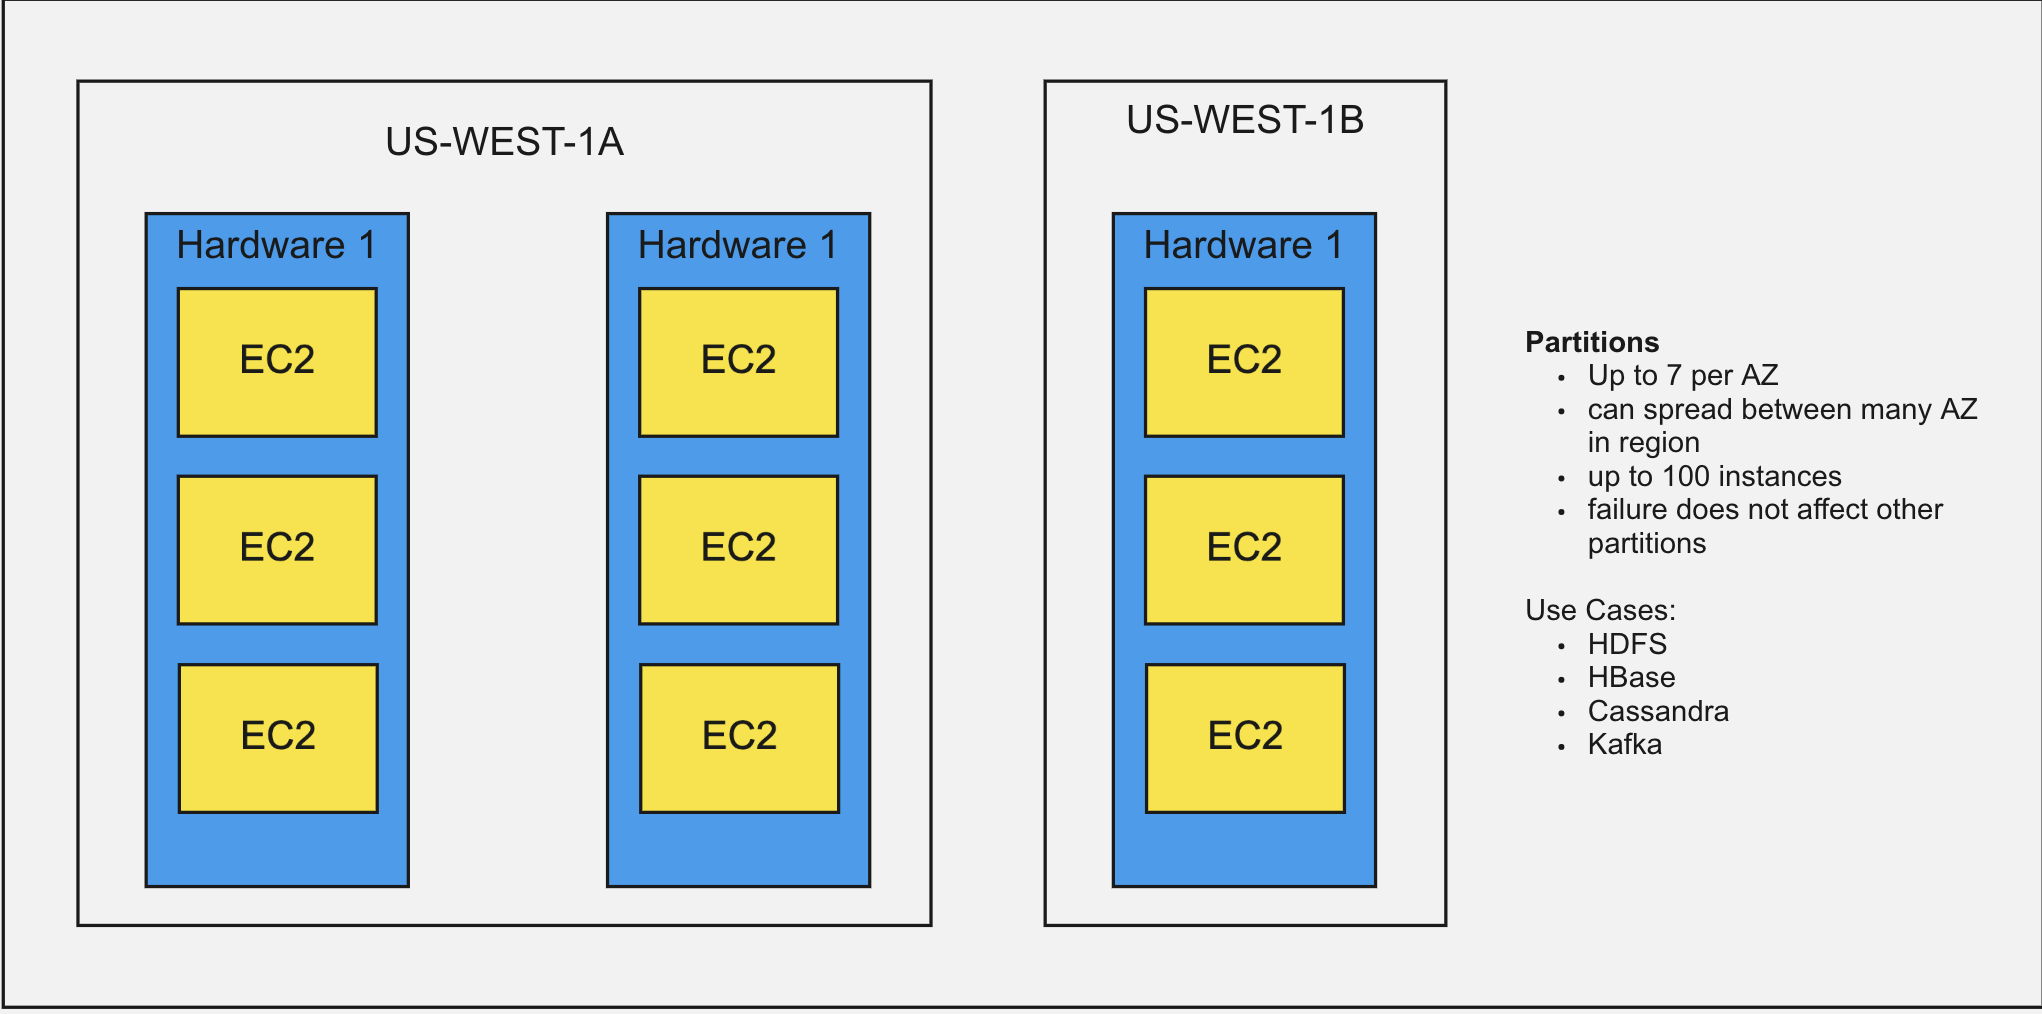 US-WEST-1A
Hardware 1
EC2
EC2
EC2
Hardware 1
EC2
EC2
EC2
US-WEST-1B
Hardware 1
EC2
EC2
EC2
Partitions
• Up to 7 per AZ
• can spread between many AZ
in region
• up to 100 instances
• failure does not affect other
partitions
Use Cases:
• HDFS
• HBase
• Cassandra
• Kafka